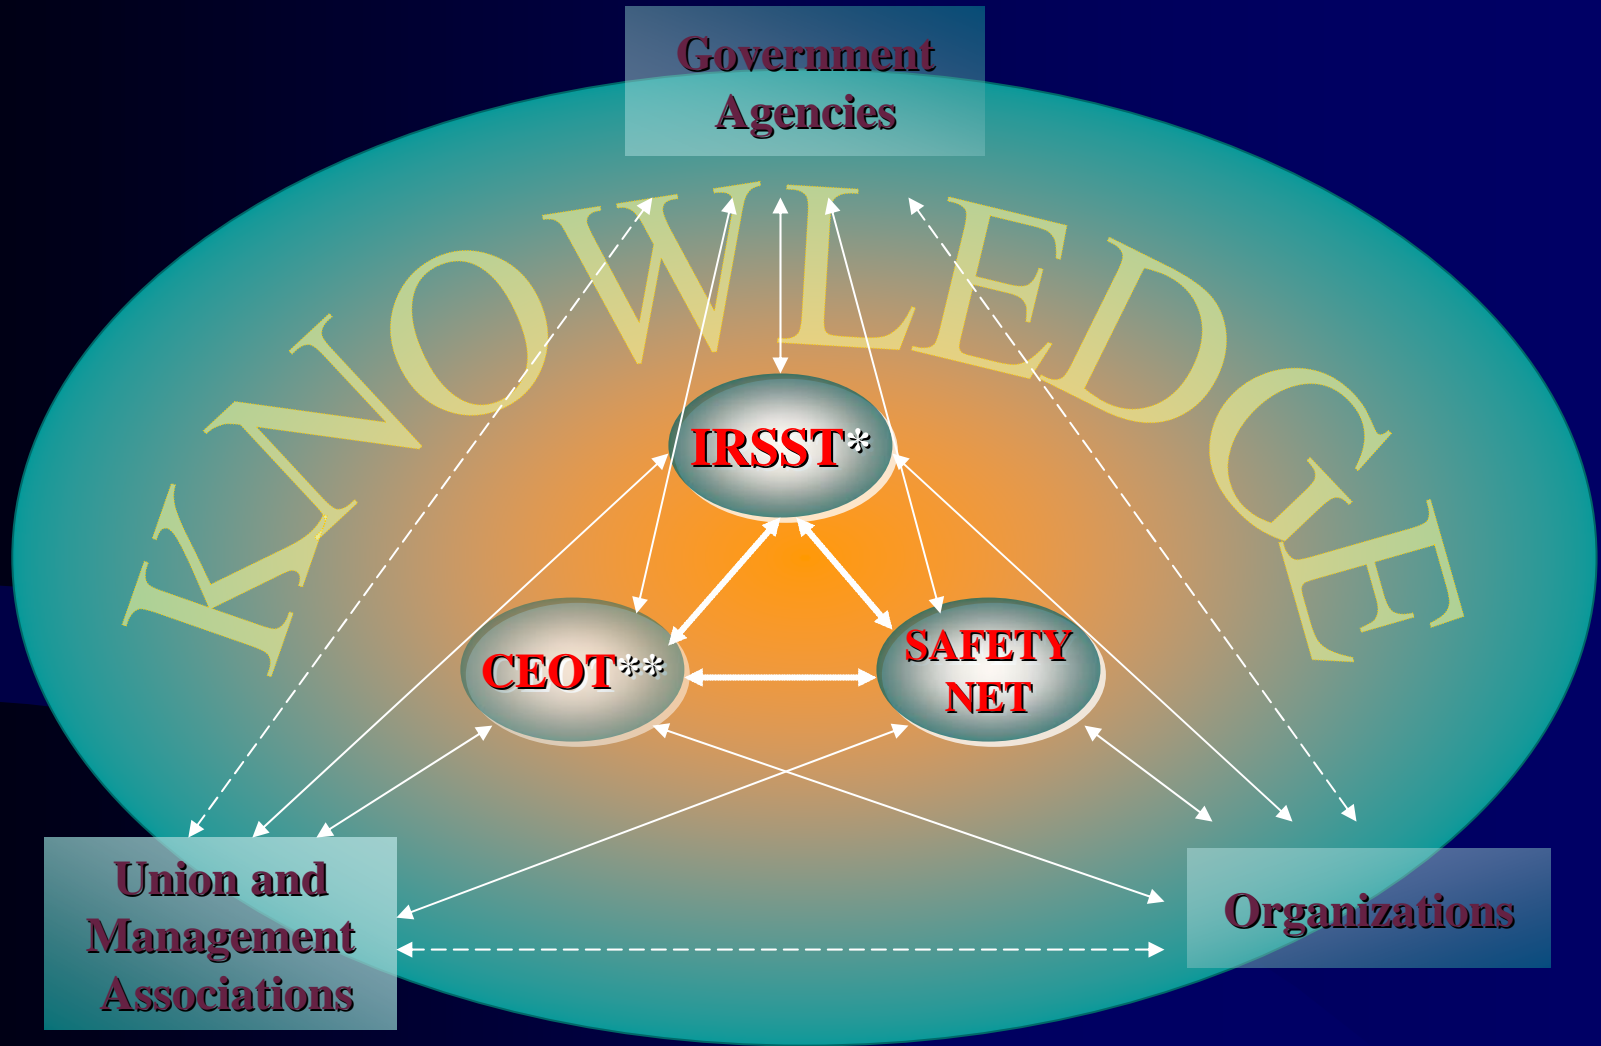 Government
Agencies
KNOWLEDGE
IRSST*
CEOT**
SAFETY
NET
Union and
Management
Associations
Organizations